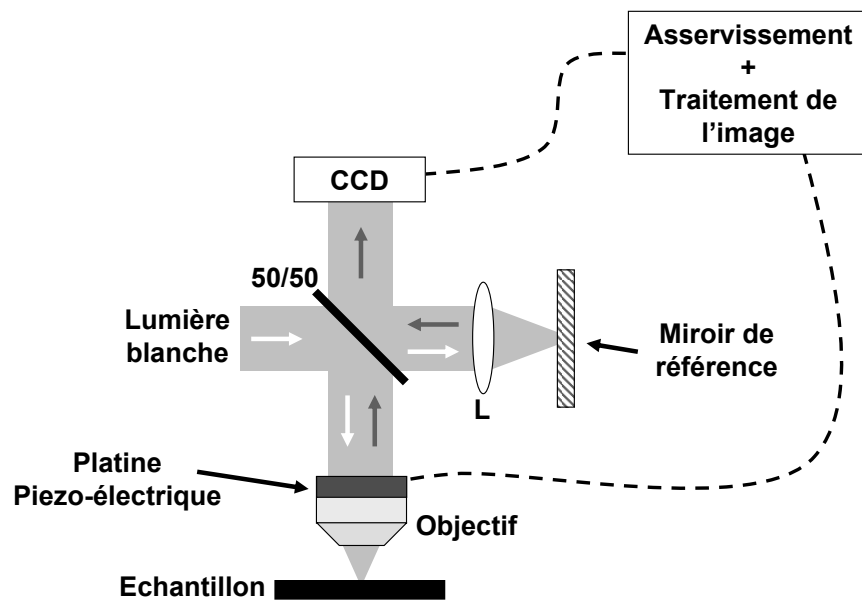 Asservissement
+
Traitement de
l'image
CCD
50/50
Lumière
blanche
Miroir de
référence
L
Platine
Piezo-électrique
Objectif
Echantillon